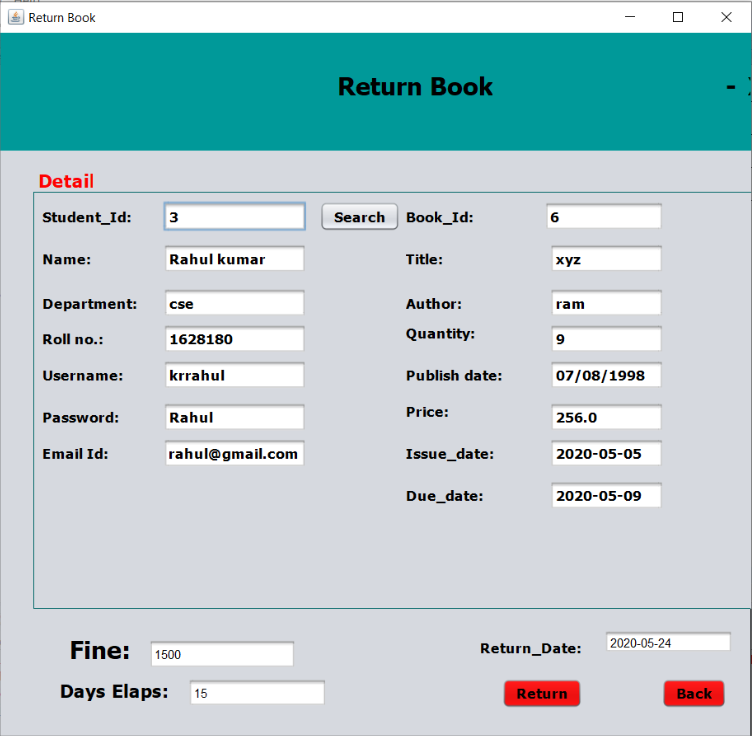 Return Book
Return Book -
Detail
Student_Id: 3 Search Book_Id: 6
Name: Rahul kumar Title: xyz
Department: cse Author: ram
Roll no.: 1628180 Quantity: 9
Username: krrahul Publish date: 07/08/1998
Password: Rahul Price: 256.0
Email Id: rahul@gmail.com Issue_date: 2020-05-05
Due_date: 2020-05-09
Fine: 1500 Return_Date: 2020-05-24
Days Elaps: 15 Return Back